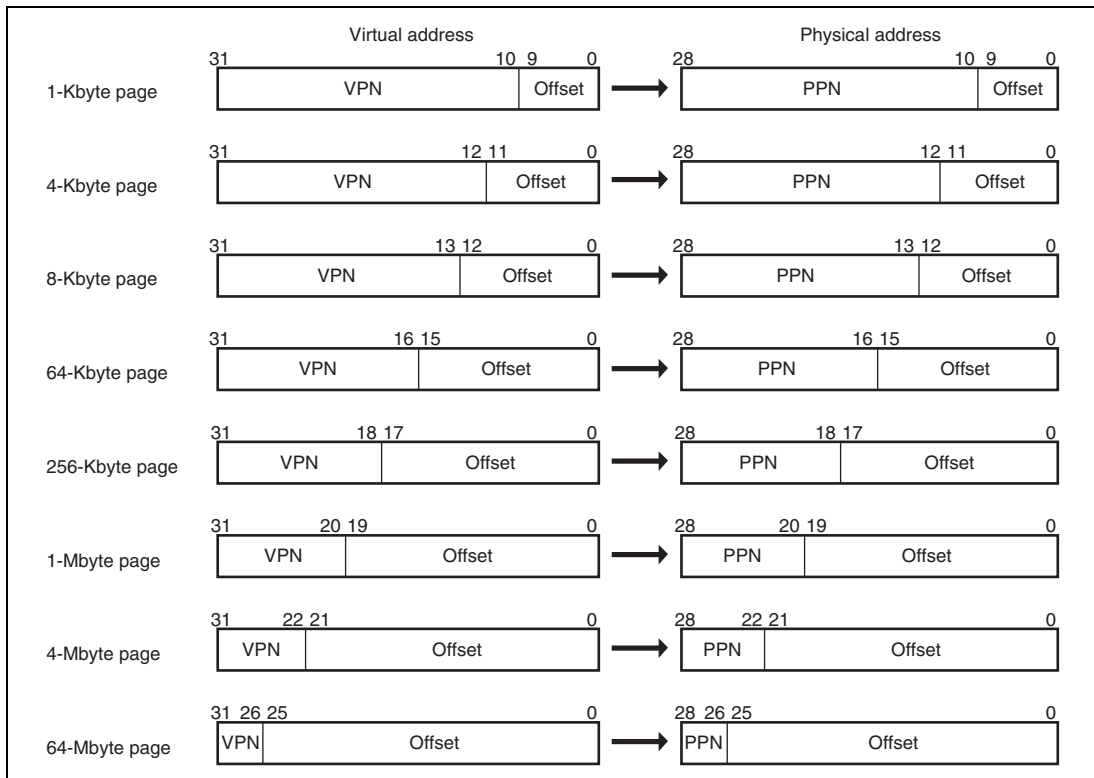 Virtual address Physical address
31 10 9 0 28 10 9 0
1-Kbyte page VPN Offset PPN Offset
31 12 11 0 28 12 11 0
4-Kbyte page VPN Offset PPN Offset
31 13 12 0 28 13 12 0
8-Kbyte page VPN Offset PPN Offset
31 16 15 0 28 16 15 0
64-Kbyte page VPN Offset PPN Offset
31 18 17 0 28 18 17 0
256-Kbyte page VPN Offset PPN Offset
31 20 19 0 28 20 19 0
1-Mbyte page VPN Offset PPN Offset
31 22 21 0 28 22 21 0
4-Mbyte page VPN Offset PPN Offset
31 26 25 0 28 26 25 0
64-Mbyte page VPN Offset PPN Offset